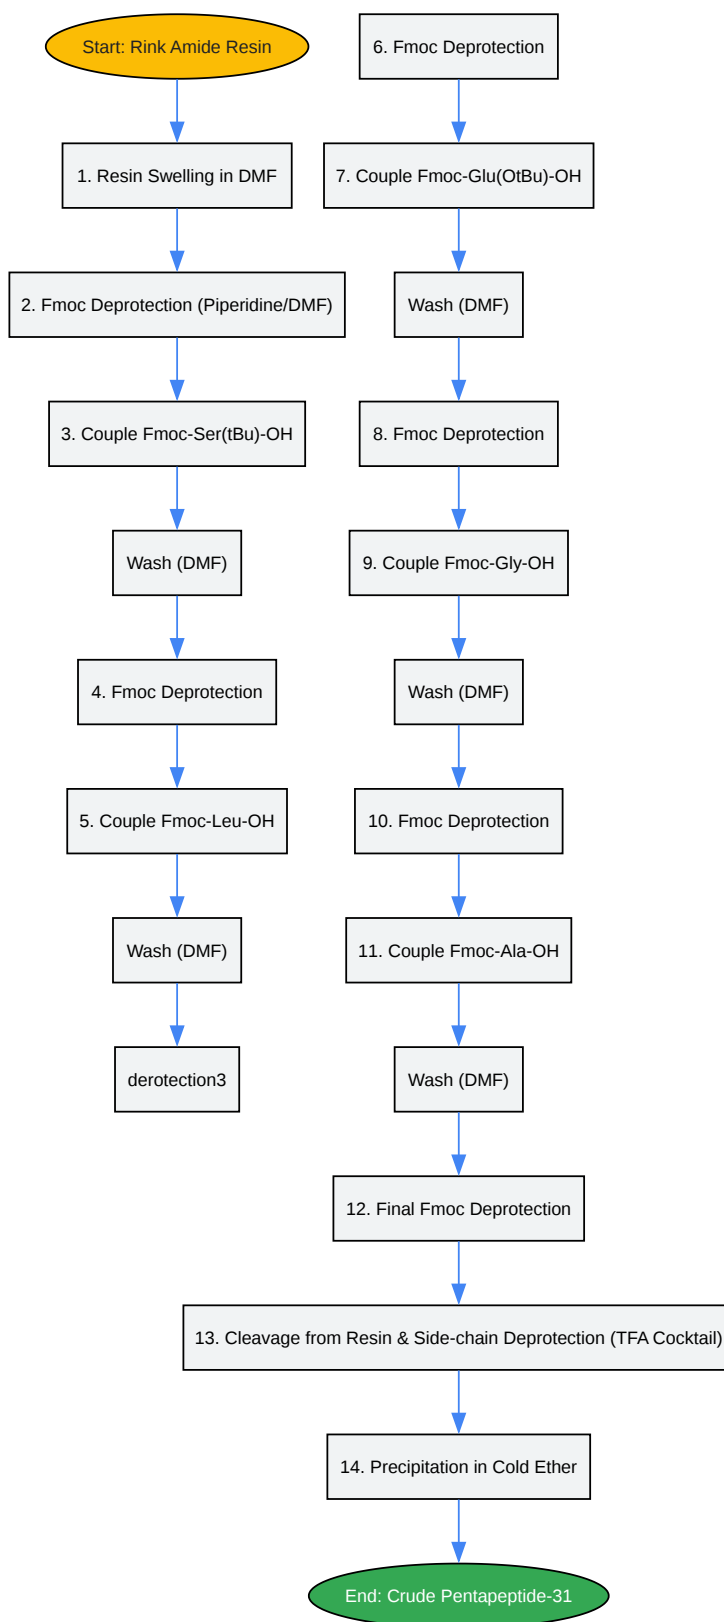 Start: Rink Amide Resin
1. Resin Swelling in DMF
2. Fmoc Deprotection (Piperidine/DMF)
3. Couple Fmoc-Ser(tBu)-OH
Wash (DMF)
4. Fmoc Deprotection
5. Couple Fmoc-Leu-OH
Wash (DMF)
derotection3
6. Fmoc Deprotection
7. Couple Fmoc-Glu(OtBu)-OH
Wash (DMF)
8. Fmoc Deprotection
9. Couple Fmoc-Gly-OH
Wash (DMF)
10. Fmoc Deprotection
11. Couple Fmoc-Ala-OH
Wash (DMF)
12. Final Fmoc Deprotection
13. Cleavage from Resin & Side-chain Deprotection (TFA Cocktail)
14. Precipitation in Cold Ether
End: Crude Pentapeptide-31